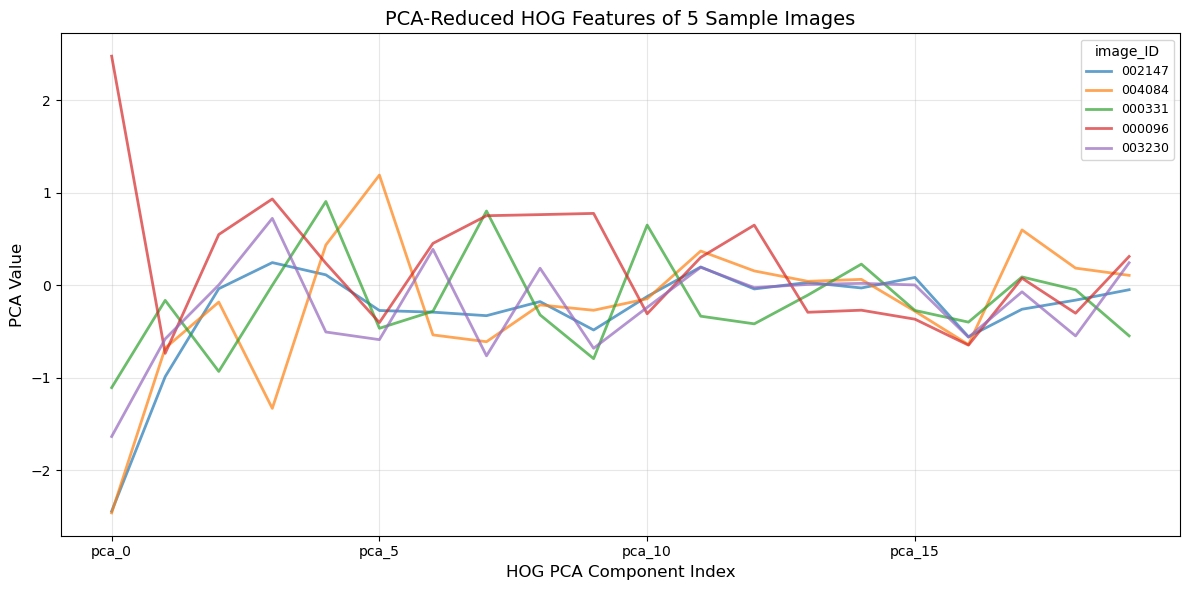 PCA-Reduced HOG Features of 5 Sample Images
image_ID
002147
004084
000331
000096
003230
PCA Value
2
1
0
−1
−2
pca_0
pca_5
pca_10
pca_15
HOG PCA Component Index